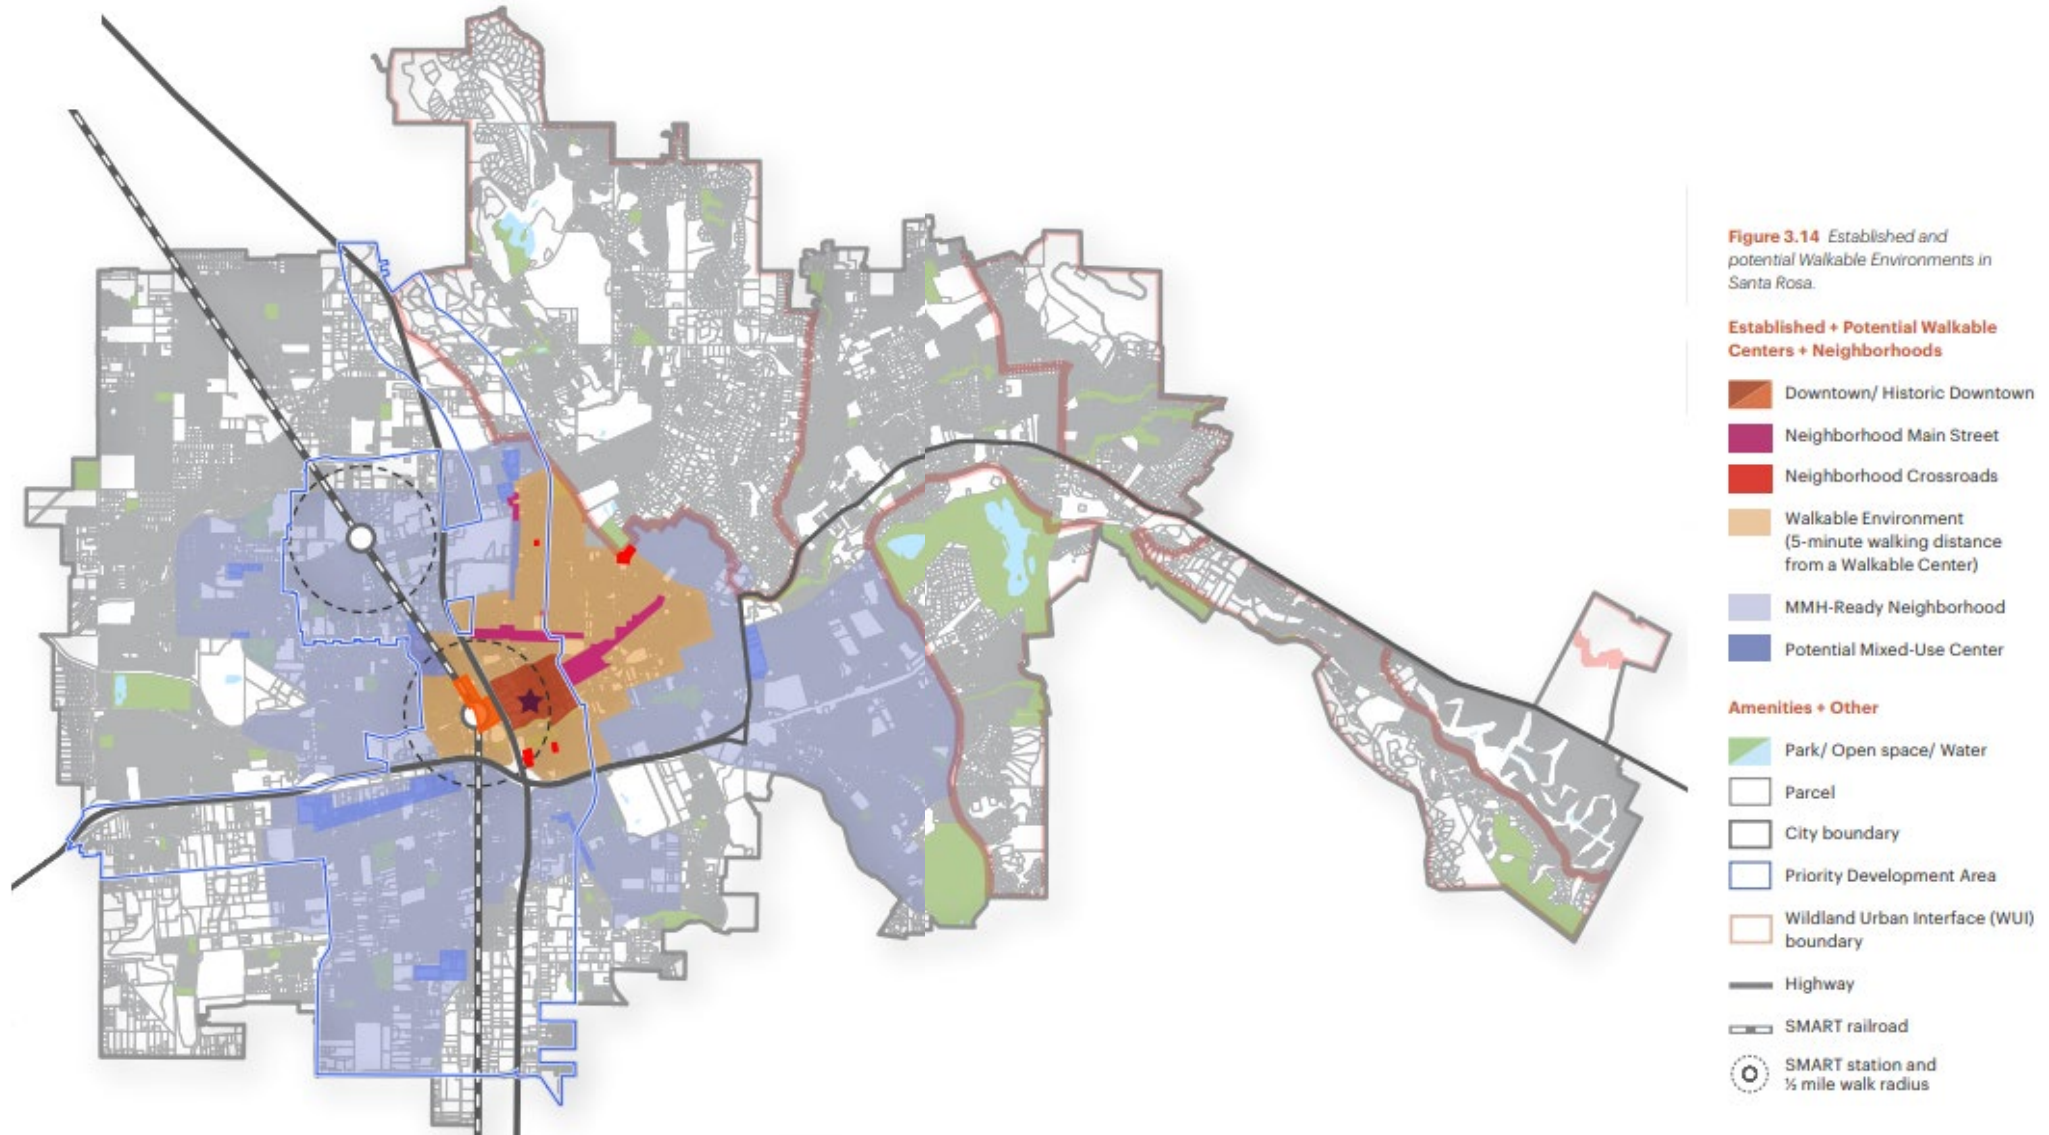 Figure 3.14 Established and
potential Walkable Environments in
Santa Rosa.
Established + Potential Walkable
Centers + Neighborhoods
Downtown/ Historic Downtown
Neighborhood Main Street
Neighborhood Crossroads
Walkable Environment
(5-minute walking distance
from a Walkable Center)
MMH-Ready Neighborhood
Potential Mixed-Use Center
Amenities + Other
Park/ Open space/ Water
Parcel
City boundary
Priority Development Area
Wildland Urban Interface (WUI)
boundary
Highway
SMART railroad
SMART station and
½ mile walk radius